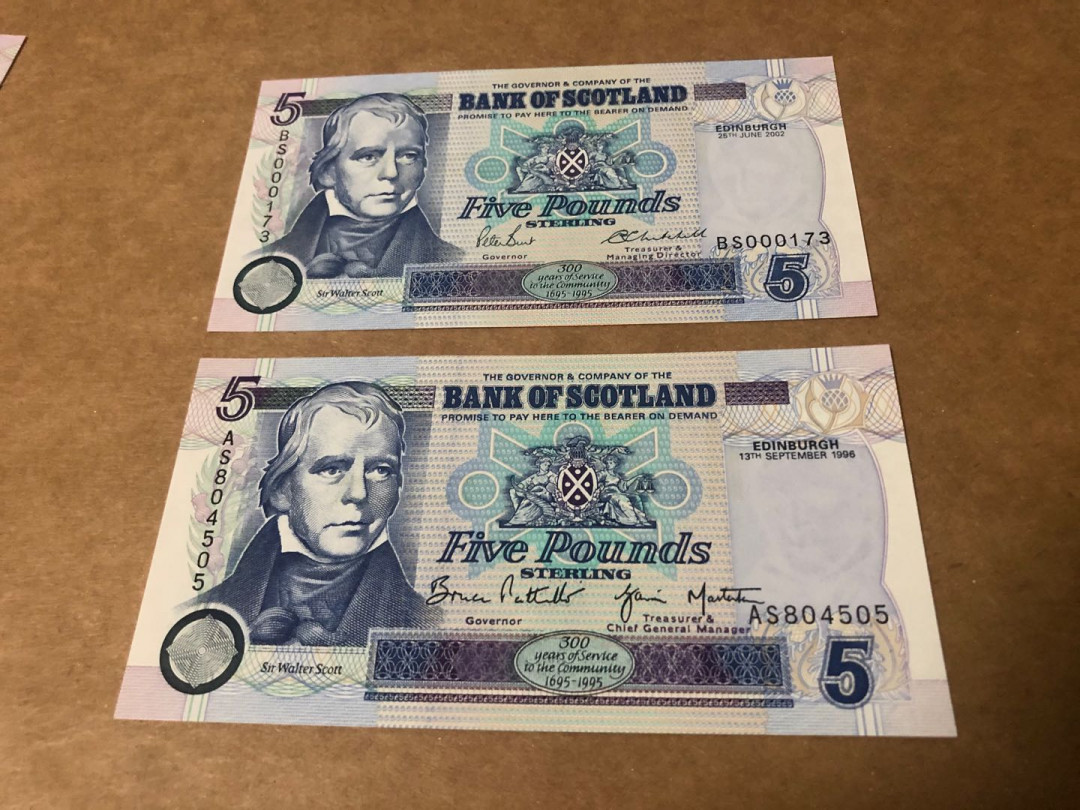 5
THE GOVERNOR & COMPANY OF THE
BANK OF SCOTLAND
PROMISE TO PAY HERE TO THE BEARER ON DEMAND
EDINBURGH
25TH JUNE 2002
BS000173
Five Pounds
STERLING
Governor
Treasurer &
Managing Director
BS000173
300
years of Service
to the Community
1695-1995
Sir Walter Scott
5
5
THE GOVERNOR & COMPANY OF THE
BANK OF SCOTLAND
PROMISE TO PAY HERE TO THE BEARER ON DEMAND
EDINBURGH
13TH SEPTEMBER 1996
AS804505
Five Pounds
STERLING
Bruce Pattullo
Governor
Treasurer &
Chief General Manager
AS804505
300
years of Service
to the Community
1695-1995
Sir Walter Scott
5